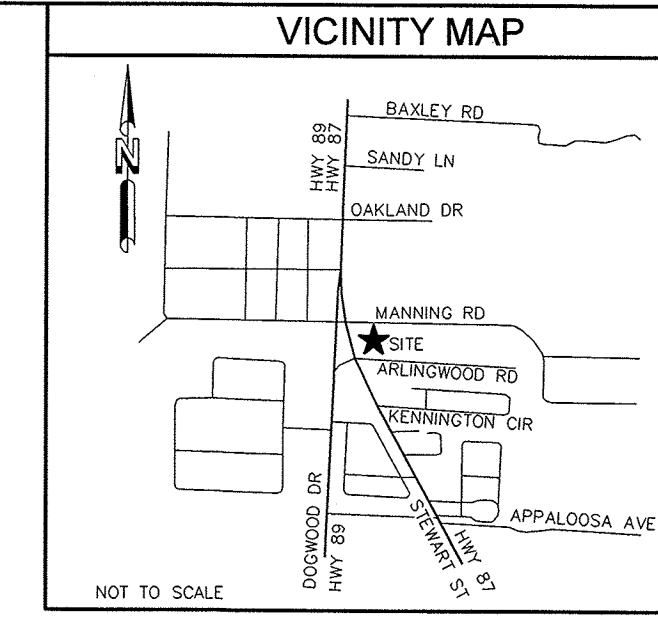 VICINITY MAP
N
BAXLEY RD
HWY 89
HWY 87
SANDY LN
OAKLAND DR
MANNING RD
SITE
ARLINGWOOD RD
KENNINGTON CIR
DOGWOOD DR
HWY 89
STEWART ST
HWY 87
APPALOOSA AVE
NOT TO SCALE